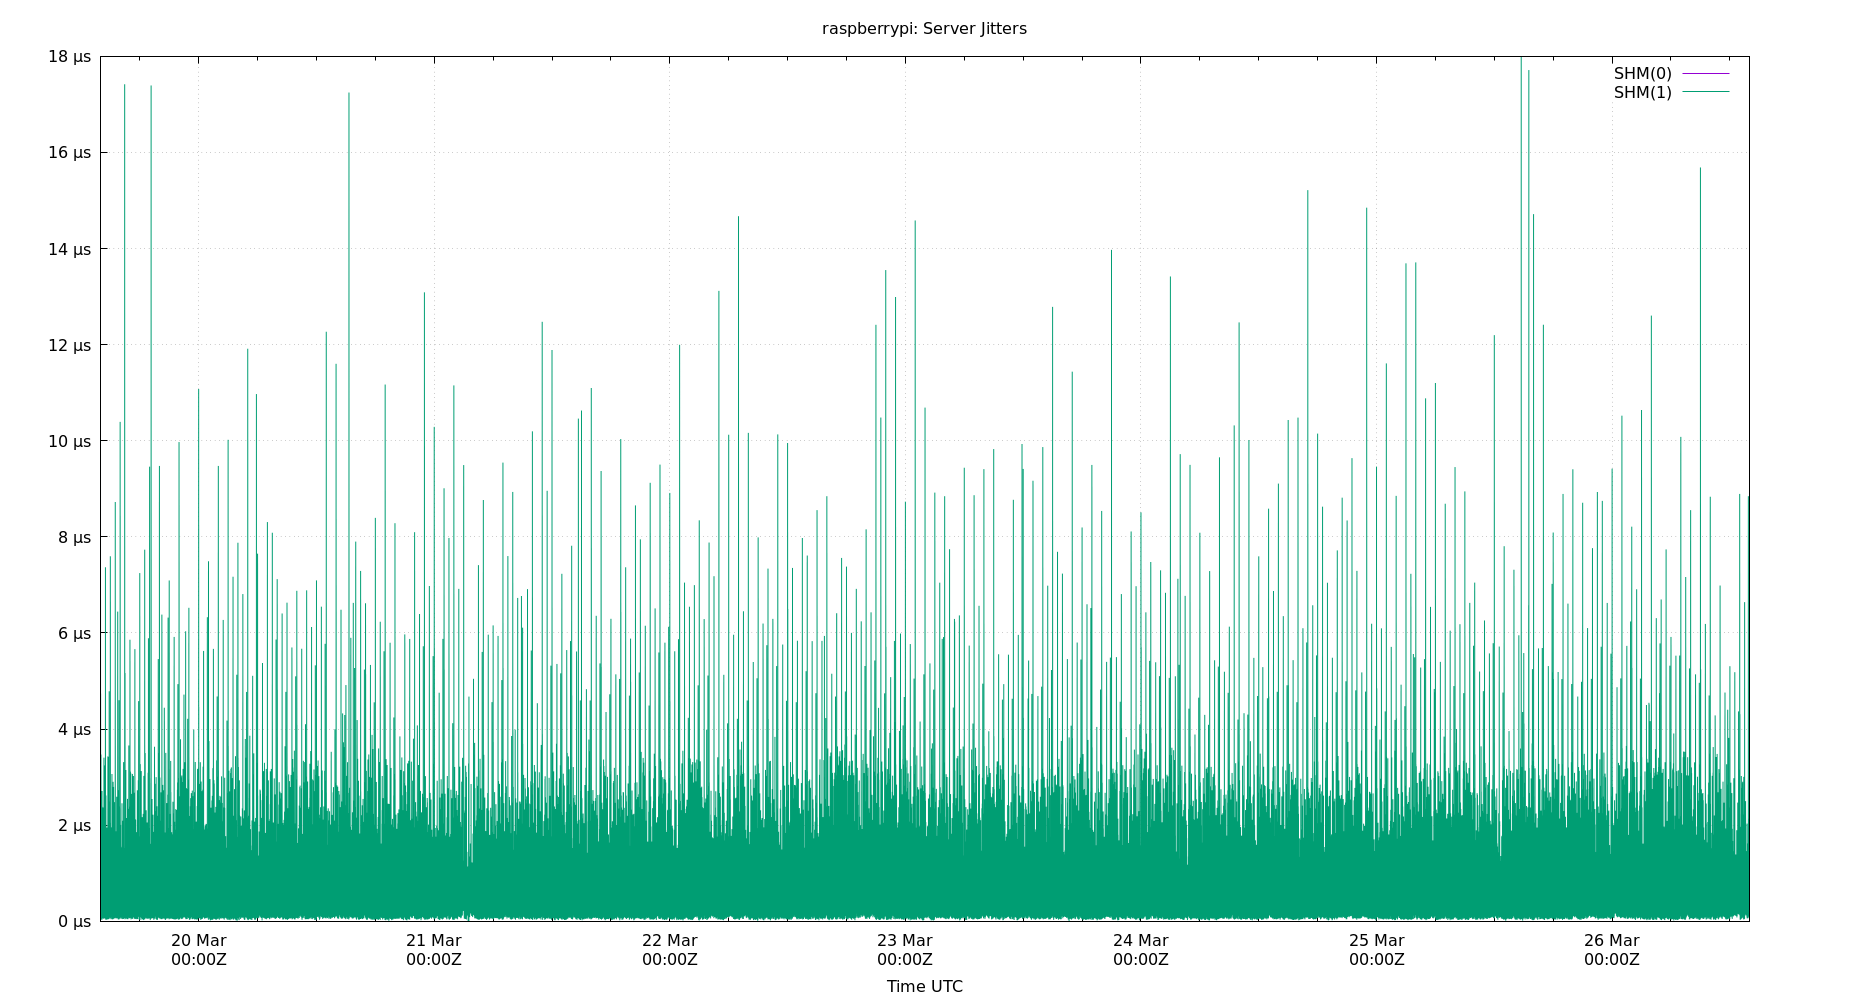 raspberrypi: Server Jitters
18 µs
16 µs
14 µs
12 µs
10 µs
8 µs
6 µs
4 µs
2 µs
0 µs
SHM(0)
SHM(1)
20 Mar 21 Mar 22 Mar 23 Mar 24 Mar 25 Mar 26 Mar
00:00Z 00:00Z 00:00Z 00:00Z 00:00Z 00:00Z 00:00Z
Time UTC